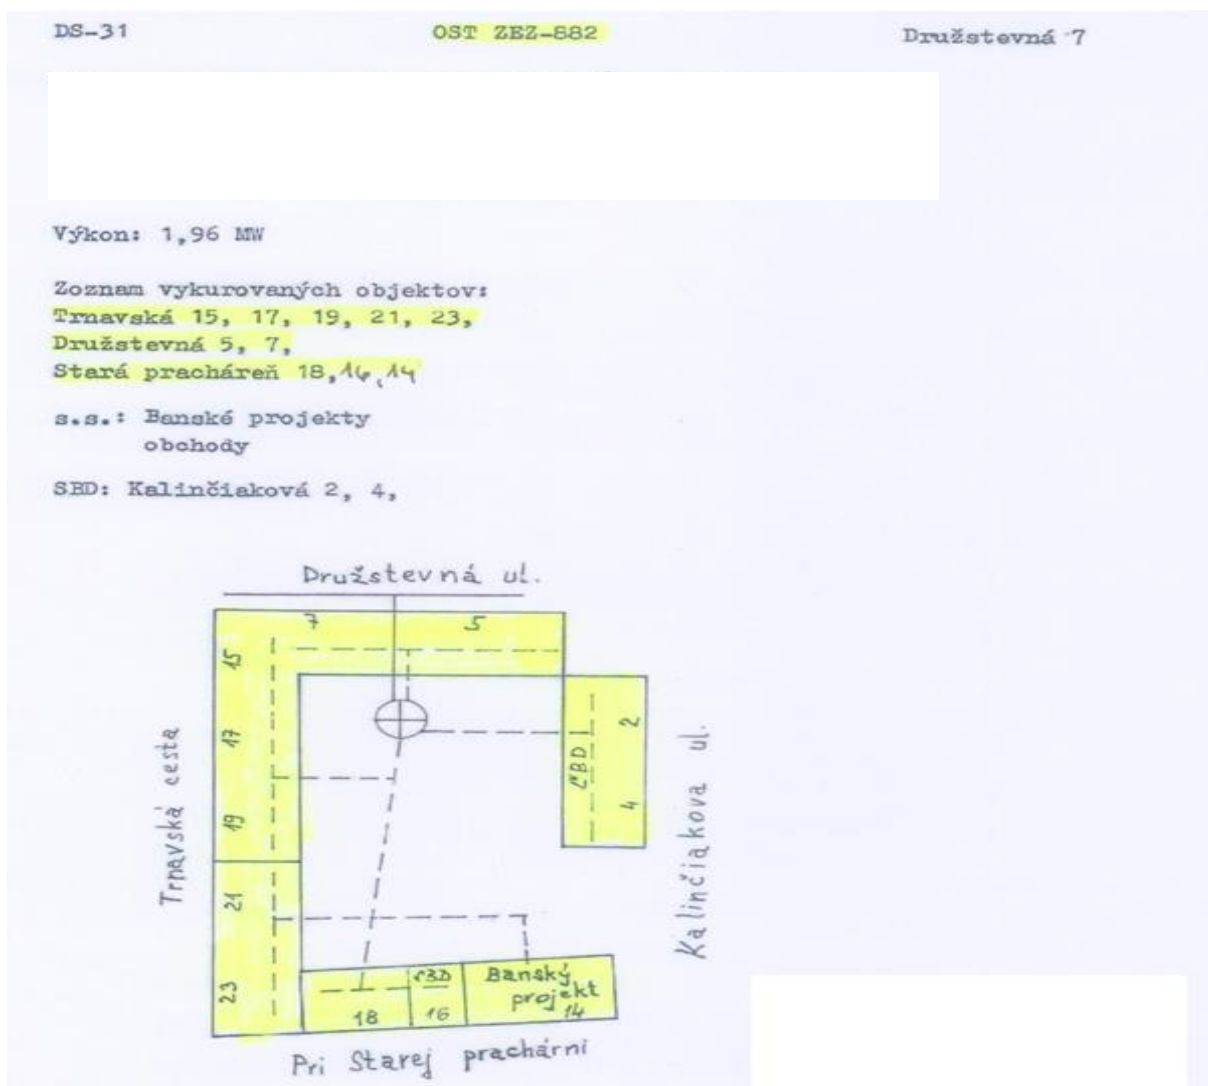 DS-31 OST ZEZ-882 Družstevná 7
Výkon: 1,96 MW
Zoznam vykurovaných objektov:
Trnavská 15, 17, 19, 21, 23,
Družstevná 5, 7,
Stará pracháreň 18,16,14
s.s.: Banské projekty
obchody
SBD: Kalinčiaková 2, 4,
Družstevná ul.
7 5
15
17
19
21
23
Trnavská cesta
2
4
Kalinčiakova ul.
Banský
projekt
14
18
16
Pri Starej prachárni